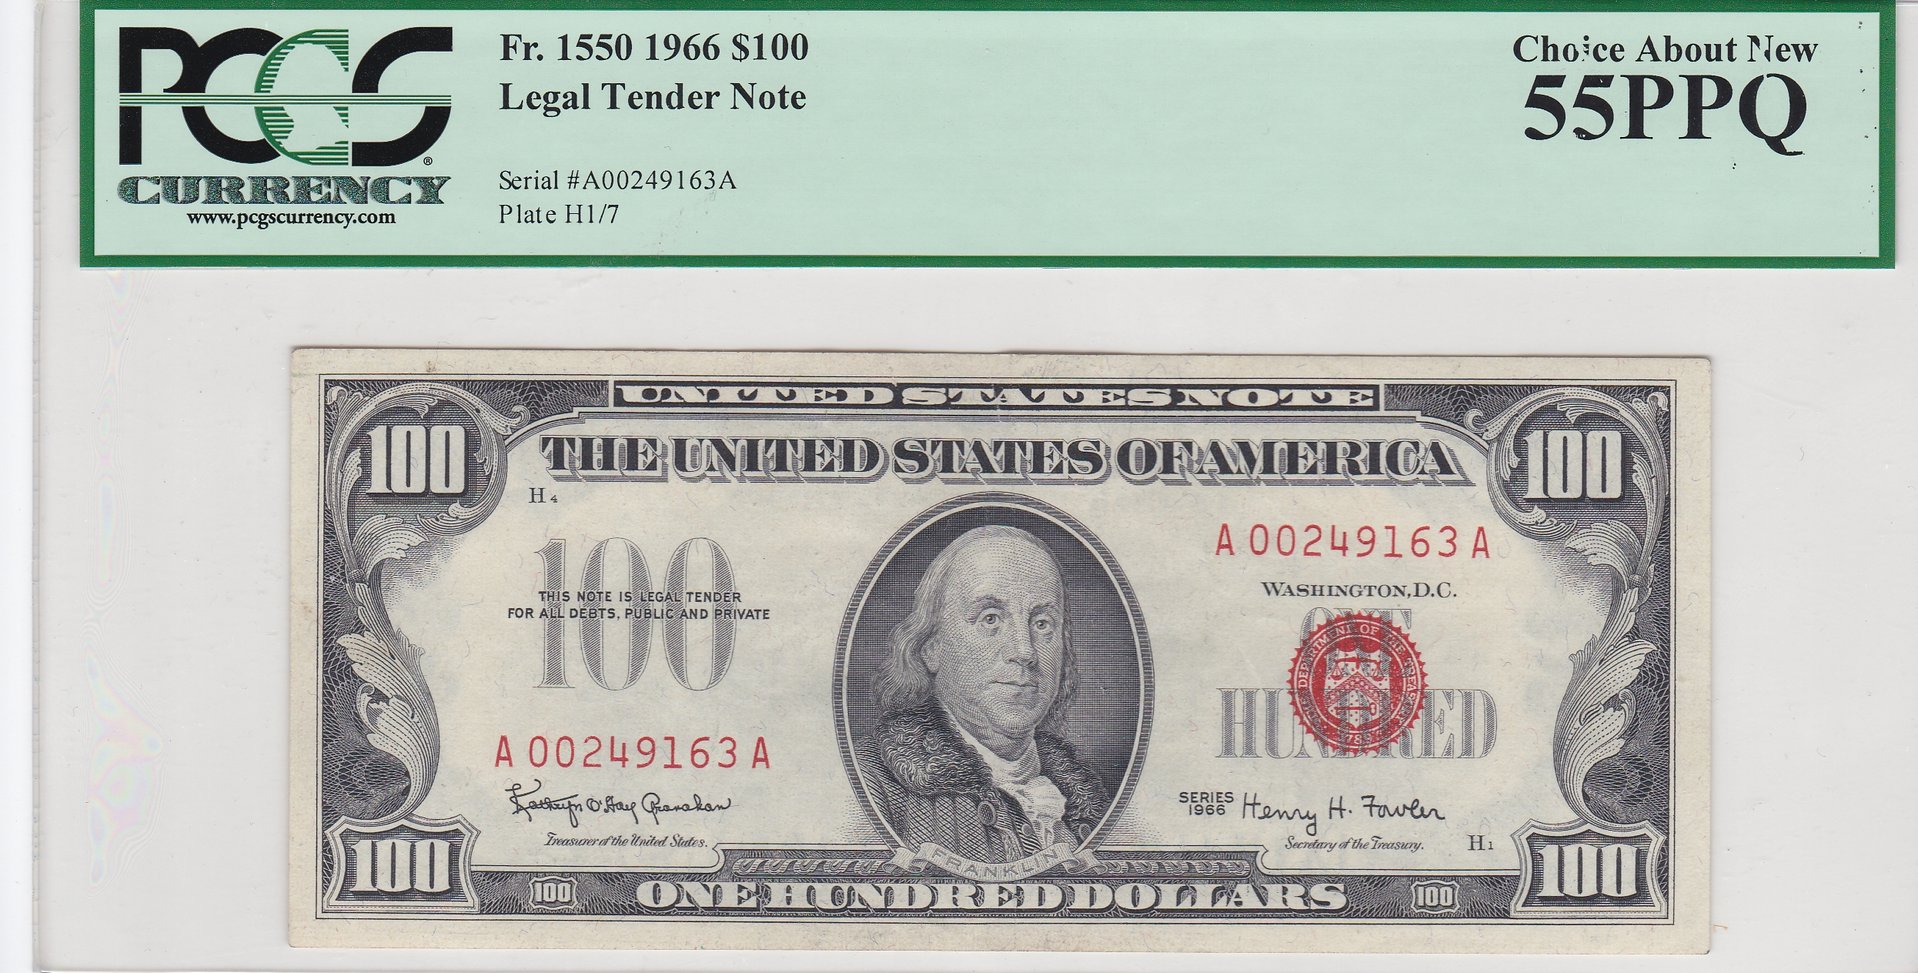 PCGS
CURRENCY
www.pcgscurrency.com
Fr. 1550 1966 $100
Legal Tender Note
Serial #A00249163A
Plate H1/7
Choice About New
55PPQ
UNITED STATES NOTE
100
THE UNITED STATES OF AMERICA
100
H4
100
THIS NOTE IS LEGAL TENDER
FOR ALL DEBTS, PUBLIC AND PRIVATE
A 00249163 A
WASHINGTON, D.C.
ONE
HUNDRED
A 00249163 A
Kathryn O'Hay Granahan
Treasurer of the United States.
SERIES
1966
Henry H. Fowler
Secretary of the Treasury.
H1
FRANKLIN
100
100
ONE HUNDRED DOLLARS
100
100